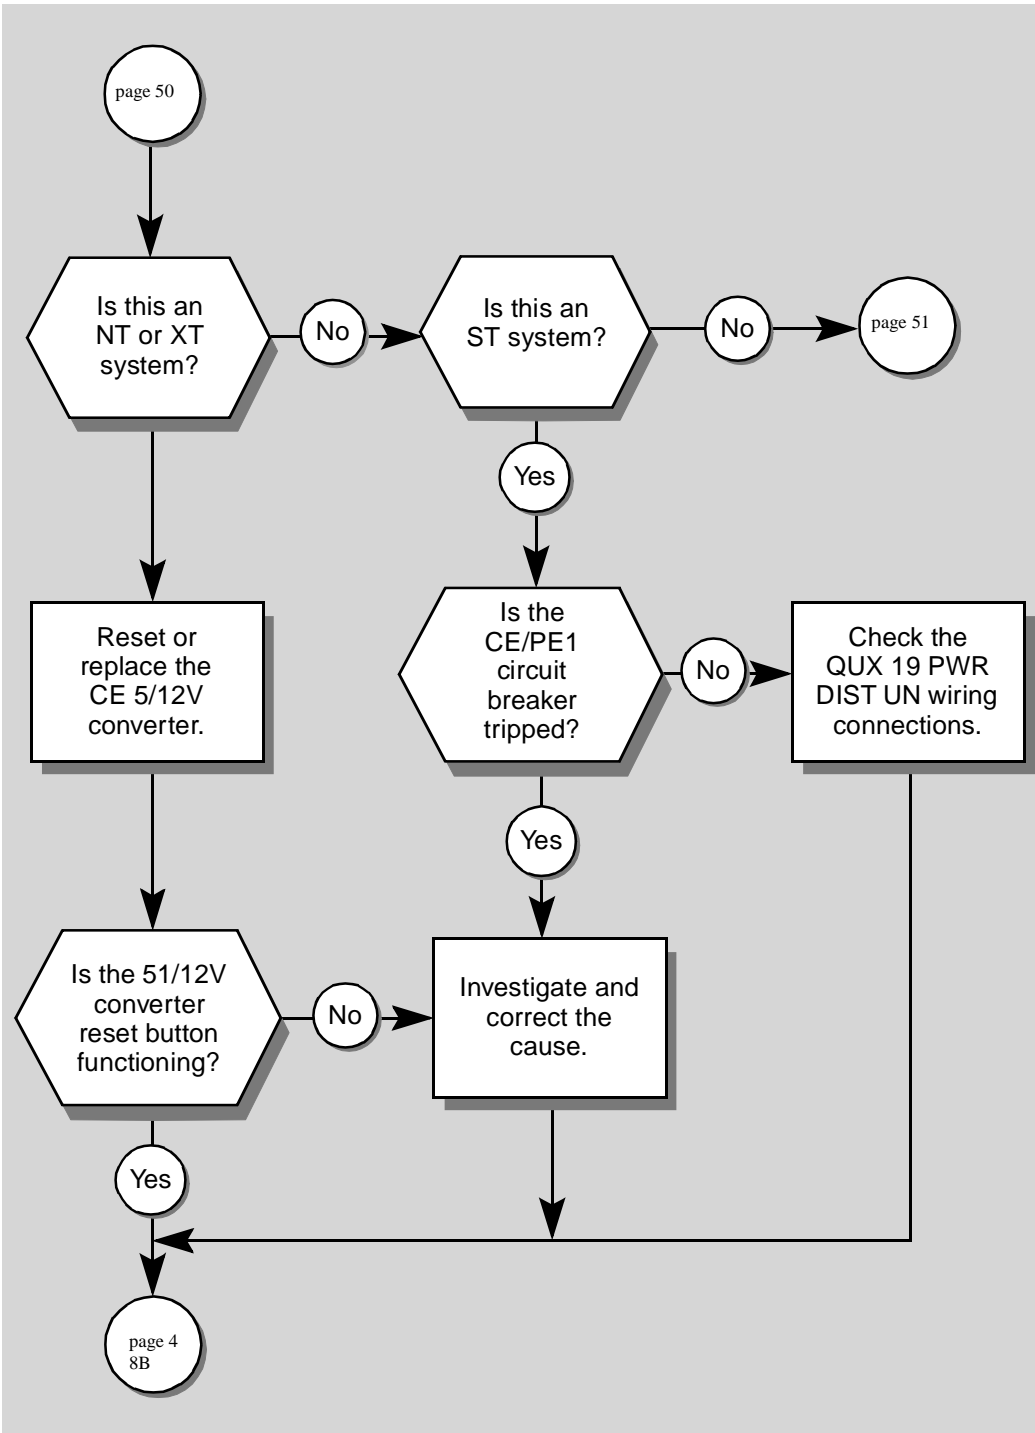 page 50
Is this an
NT or XT
system?
No
Is this an
ST system?
No
page 51
Yes
Reset or
replace the
CE 5/12V
converter.
Is the
CE/PE1
circuit
breaker
tripped?
No
Check the
QUX 19 PWR
DIST UN wiring
connections.
Yes
Is the 51/12V
converter
reset button
functioning?
No
Investigate and
correct the
cause.
Yes
page 4
8B